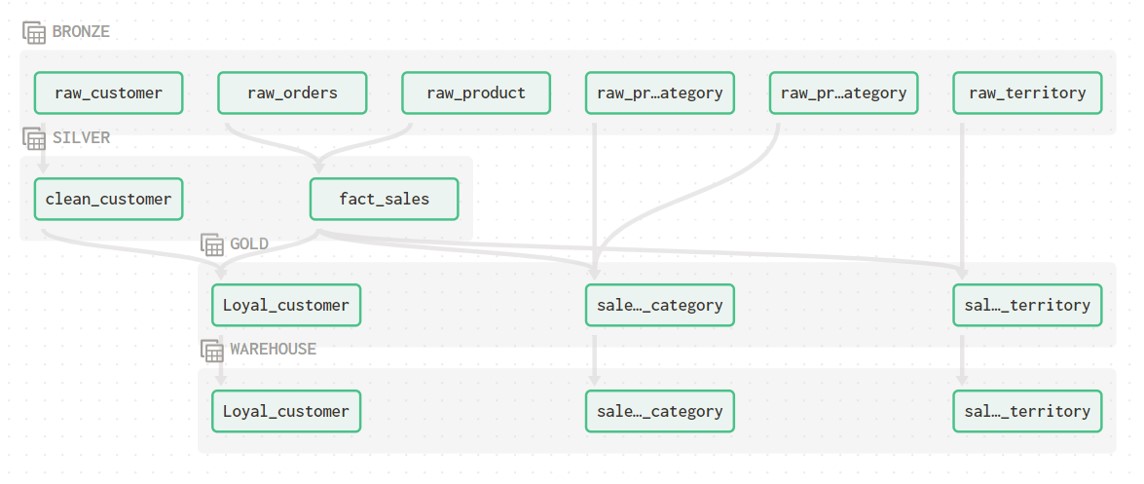 BRONZE
raw_customer
raw_orders
raw_product
raw_pr…ategory
raw_pr…ategory
raw_territory
SILVER
clean_customer
fact_sales
GOLD
Loyal_customer
sale…_category
sal…_territory
WAREHOUSE
Loyal_customer
sale…_category
sal…_territory